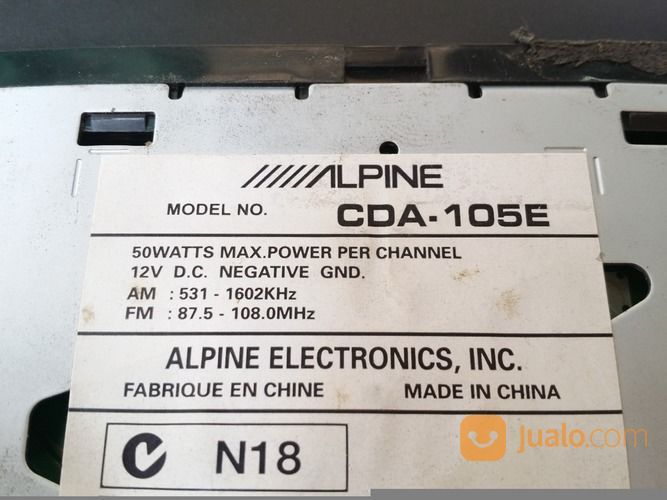 ALPINE
MODEL NO. CDA-105E
50WATTS MAX.POWER PER CHANNEL
12V D.C. NEGATIVE GND.
AM : 531 - 1602KHz
FM : 87.5 - 108.0MHz
ALPINE ELECTRONICS, INC.
FABRIQUE EN CHINE MADE IN CHINA
N18
jualo.com